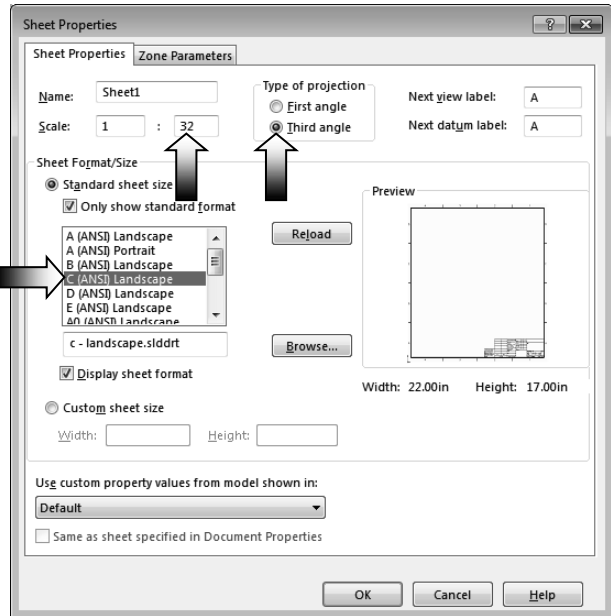 Sheet Properties
Sheet Properties
Zone Parameters
Name: Sheet1
Scale: 1 : 32
Type of projection
First angle
Third angle
Next view label: A
Next datum label: A
Sheet Format/Size
Standard sheet size
Only show standard format
A (ANSI) Landscape
A (ANSI) Portrait
B (ANSI) Landscape
C (ANSI) Landscape
D (ANSI) Landscape
E (ANSI) Landscape
A0 (ANSI) Landscape
c - landscape.slddrt
Display sheet format
Reload
Browse...
Preview
Width: 22.00in Height: 17.00in
Custom sheet size
Width: Height:
Use custom property values from model shown in:
Default
Same as sheet specified in Document Properties
OK Cancel Help